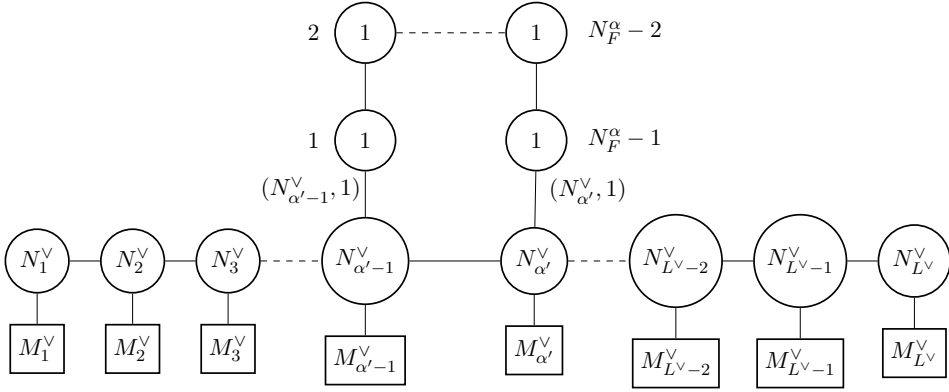 2 1 1 N_F^α − 2
1 1 1 N_F^α − 1
(N_{α′−1}^∨, 1) (N_{α′}^∨, 1)
N_1^∨ N_2^∨ N_3^∨ N_{α′−1}^∨ N_{α′}^∨ N_{L^∨−2}^∨ N_{L^∨−1}^∨ N_{L^∨}^∨
M_1^∨ M_2^∨ M_3^∨ M_{α′−1}^∨ M_{α′}^∨ M_{L^∨−2}^∨ M_{L^∨−1}^∨ M_{L^∨}^∨